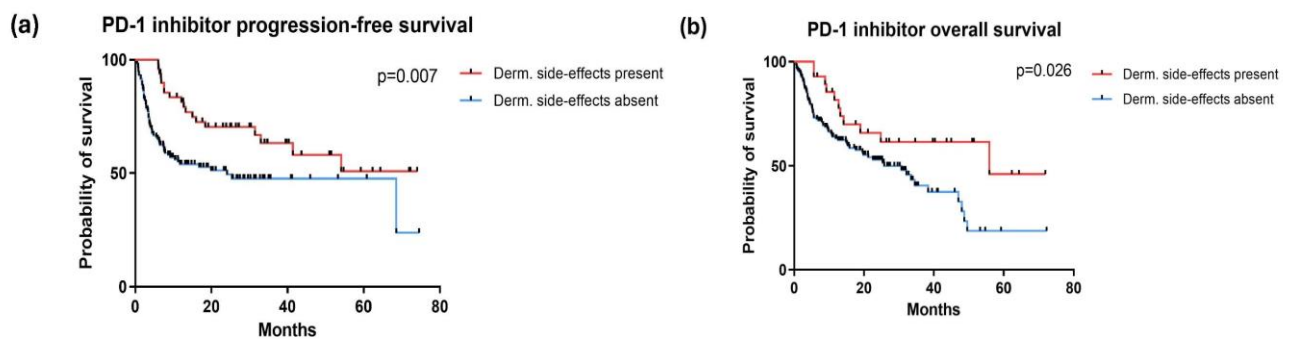 (a)
PD-1 inhibitor progression-free survival
p=0.007
Derm. side-effects present
Derm. side-effects absent
Probability of survival
100
50
0
0 20 40 60 80
Months
(b)
PD-1 inhibitor overall survival
p=0.026
Derm. side-effects present
Derm. side-effects absent
Probability of survival
100
50
0
0 20 40 60 80
Months